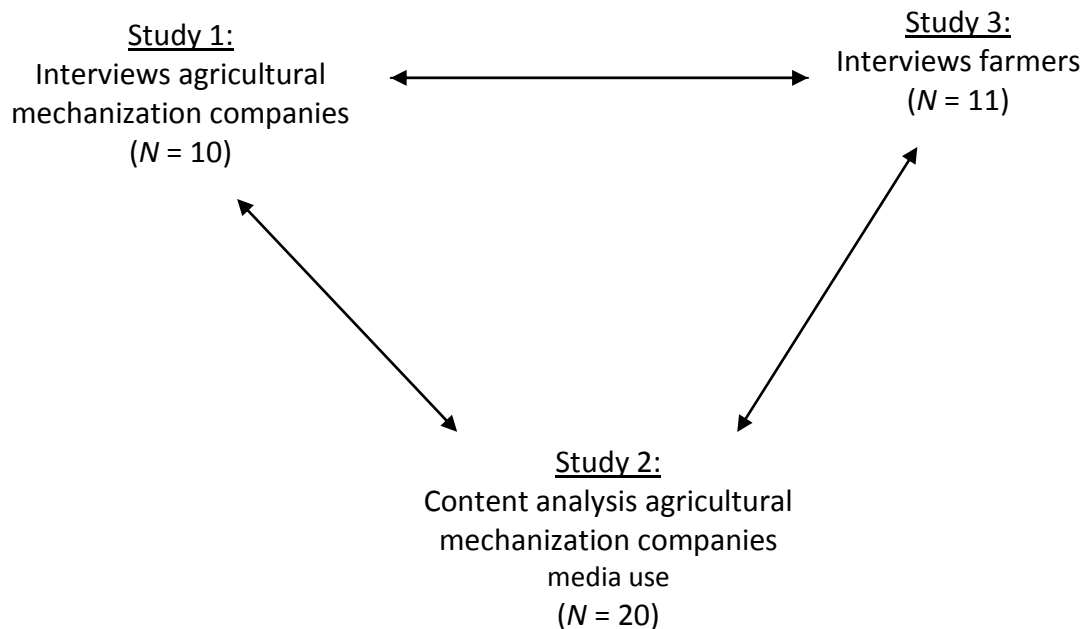 Study 1:
Interviews agricultural
mechanization companies
(N = 10)
Study 3:
Interviews farmers
(N = 11)
Study 2:
Content analysis agricultural
mechanization companies
media use
(N = 20)